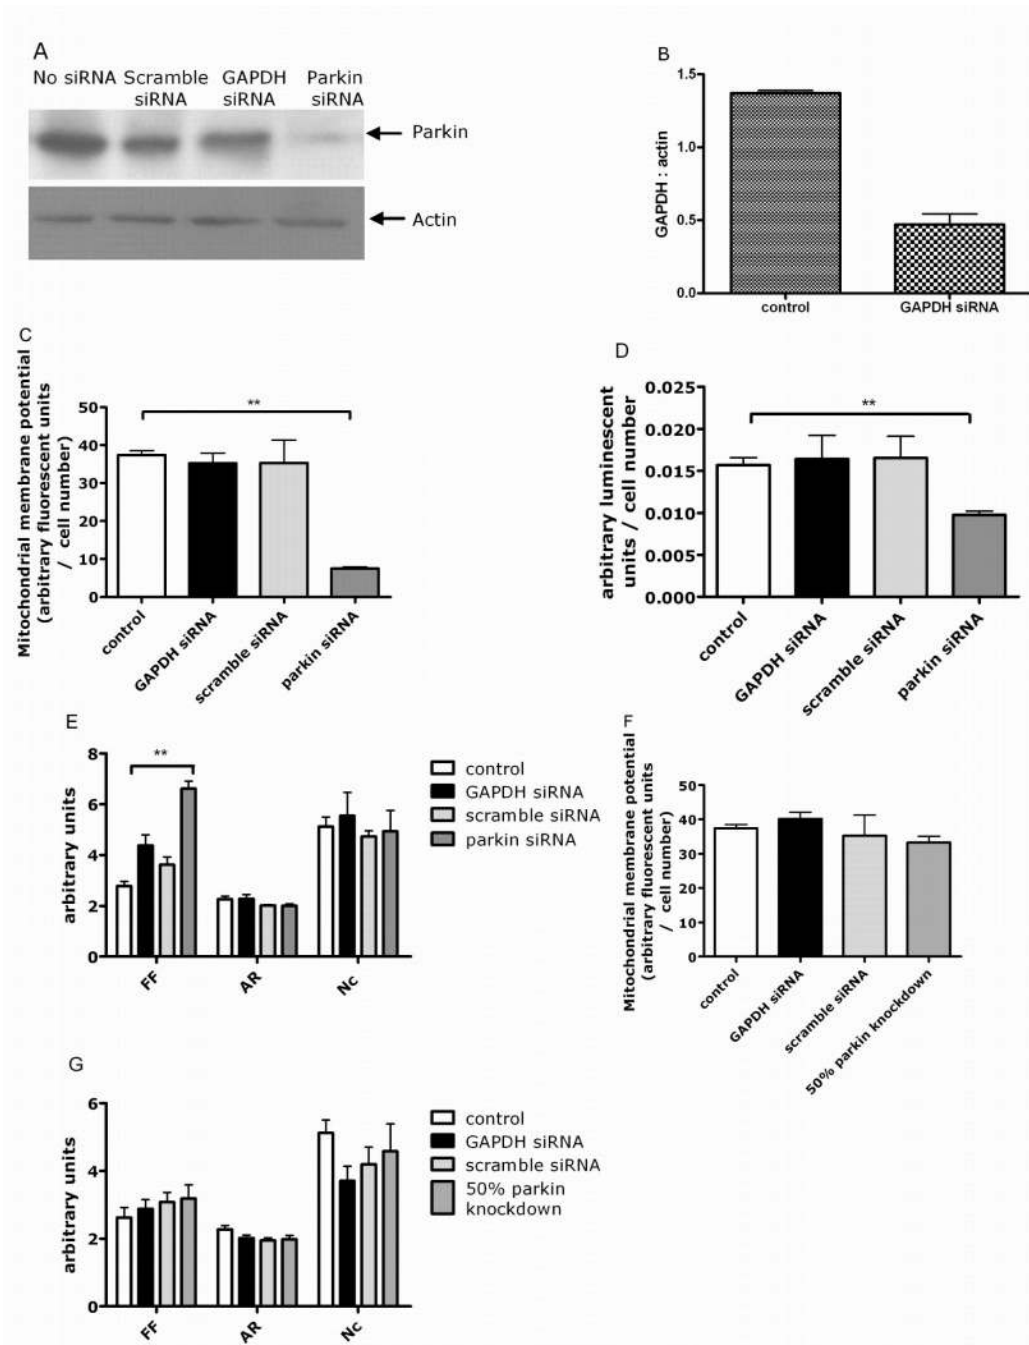 A
No siRNA Scramble GAPDH Parkin
siRNA siRNA siRNA
Parkin
Actin
B
GAPDH : actin
1.5
1.0
0.5
0.0
control GAPDH siRNA
C
Mitochondrial membrane potential
(arbitrary fluorescent units
/ cell number)
50
40
30
20
10
0
**
control
GAPDH siRNA
scramble siRNA
parkin siRNA
D
arbitrary luminescent
units / cell number
0.025
0.020
0.015
0.010
0.005
0.000
**
control
GAPDH siRNA
scramble siRNA
parkin siRNA
E
arbitrary units
8
6
4
2
0
**
FF AR Nc
control
GAPDH siRNA
scramble siRNA
parkin siRNA
F
Mitochondrial membrane potential
(arbitrary fluorescent units
/ cell number)
50
40
30
20
10
0
control
GAPDH siRNA
scramble siRNA
50% parkin knockdown
G
arbitrary units
6
4
2
0
FF AR Nc
control
GAPDH siRNA
scramble siRNA
50% parkin
knockdown